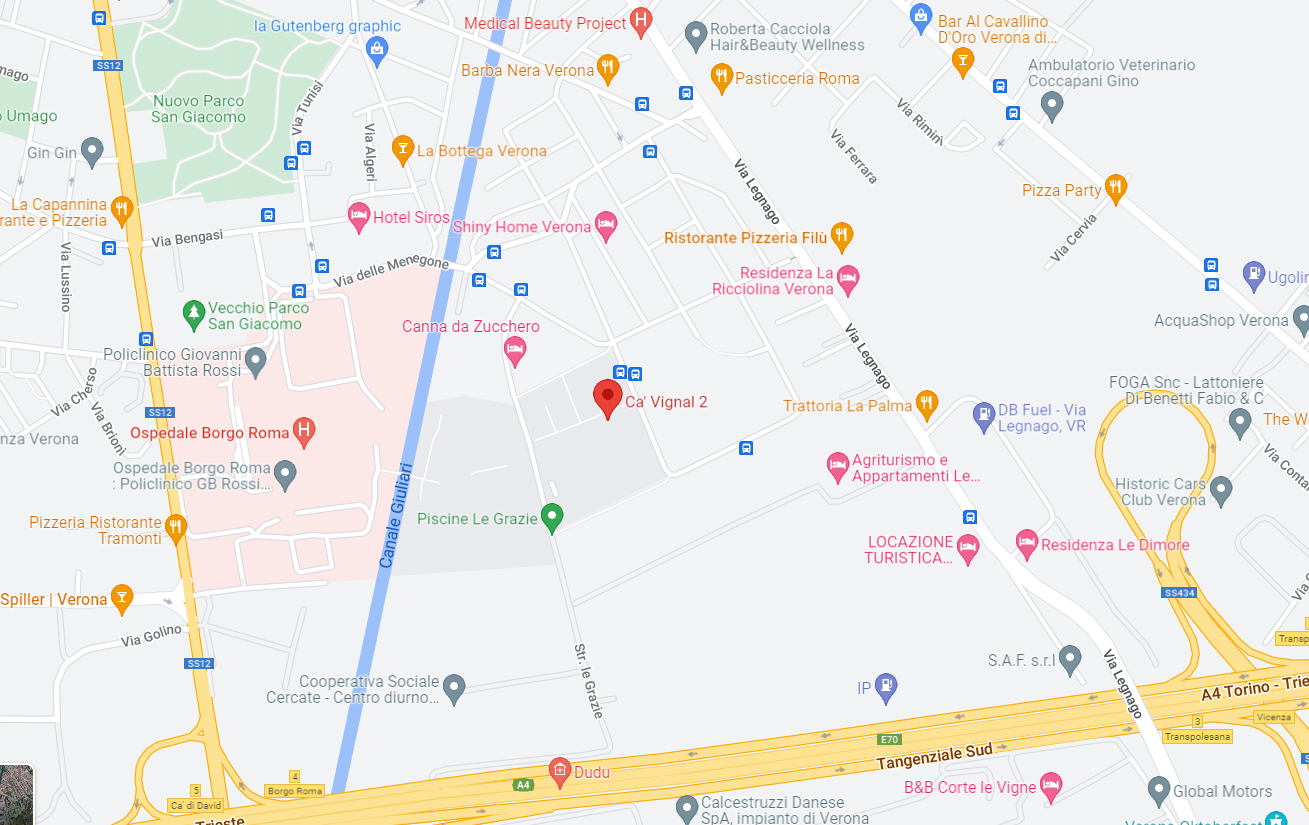 la Gutenberg graphic
Medical Beauty Project
Roberta Cacciola
Hair&Beauty Wellness
Bar Al Cavallino
D'Oro Verona di...
SS12
Barba Nera Verona
Pasticceria Roma
Ambulatorio Veterinario
Coccapani Gino
mago
Nuovo Parco
San Giacomo
Via Tunisi
Umago
Via Rimini
Gin Gin
Via Algeri
La Bottega Verona
Via Ferrara
Via Legnago
Pizza Party
La Capannina
rante e Pizzeria
Hotel Siros
Shiny Home Verona
Via Bengasi
Ristorante Pizzeria Filù
Via Cervia
Via Lussino
Via delle Menegone
Residenza La
Ricciolina Verona
Ugolin
Vecchio Parco
San Giacomo
Canna da Zucchero
AcquaShop Verona
Policlinico Giovanni
Battista Rossi
Via Legnago
Via Cherso
FOGA Snc - Lattoniere
Di Benetti Fabio & C
Ca' Vignal 2
Trattoria La Palma
DB Fuel - Via
Legnago, VR
SS12
The W
Via Brioni
nza Verona
Ospedale Borgo Roma
Ospedale Borgo Roma
: Policlinico GB Rossi...
Agriturismo e
Appartamenti Le...
Via Conta
Historic Cars
Club Verona
Canale Giuliari
Piscine Le Grazie
Pizzeria Ristorante
Tramonti
LOCAZIONE
TURISTICA...
Residenza Le Dimore
Spiller | Verona
SS434
Via G
Via Golino
Transp
SS12
Str. le Grazie
S.A.F. s.r.l
Via Legnago
Cooperativa Sociale
Cercate - Centro diurno...
IP
A4 Torino - Trie
3
Vicenza
Transpolesana
E70
Tangenziale Sud
Dudu
A4
4
Borgo Roma
5
Ca' di David
B&B Corte le Vigne
Global Motors
Trieste
Calcestruzzi Danese
SpA, impianto di Verona
Verona Oktoberfest